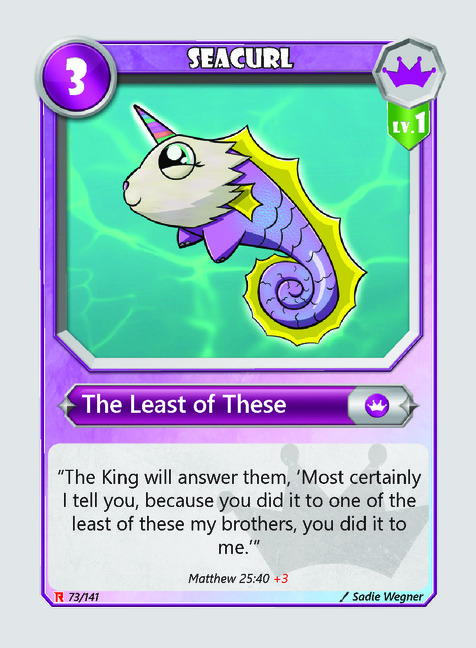 SEACURL
3
LV.1
The Least of These
“The King will answer them, ‘Most certainly
I tell you, because you did it to one of the
least of these my brothers, you did it to
me.’”
Matthew 25:40 +3
R 73/141
Sadie Wegner